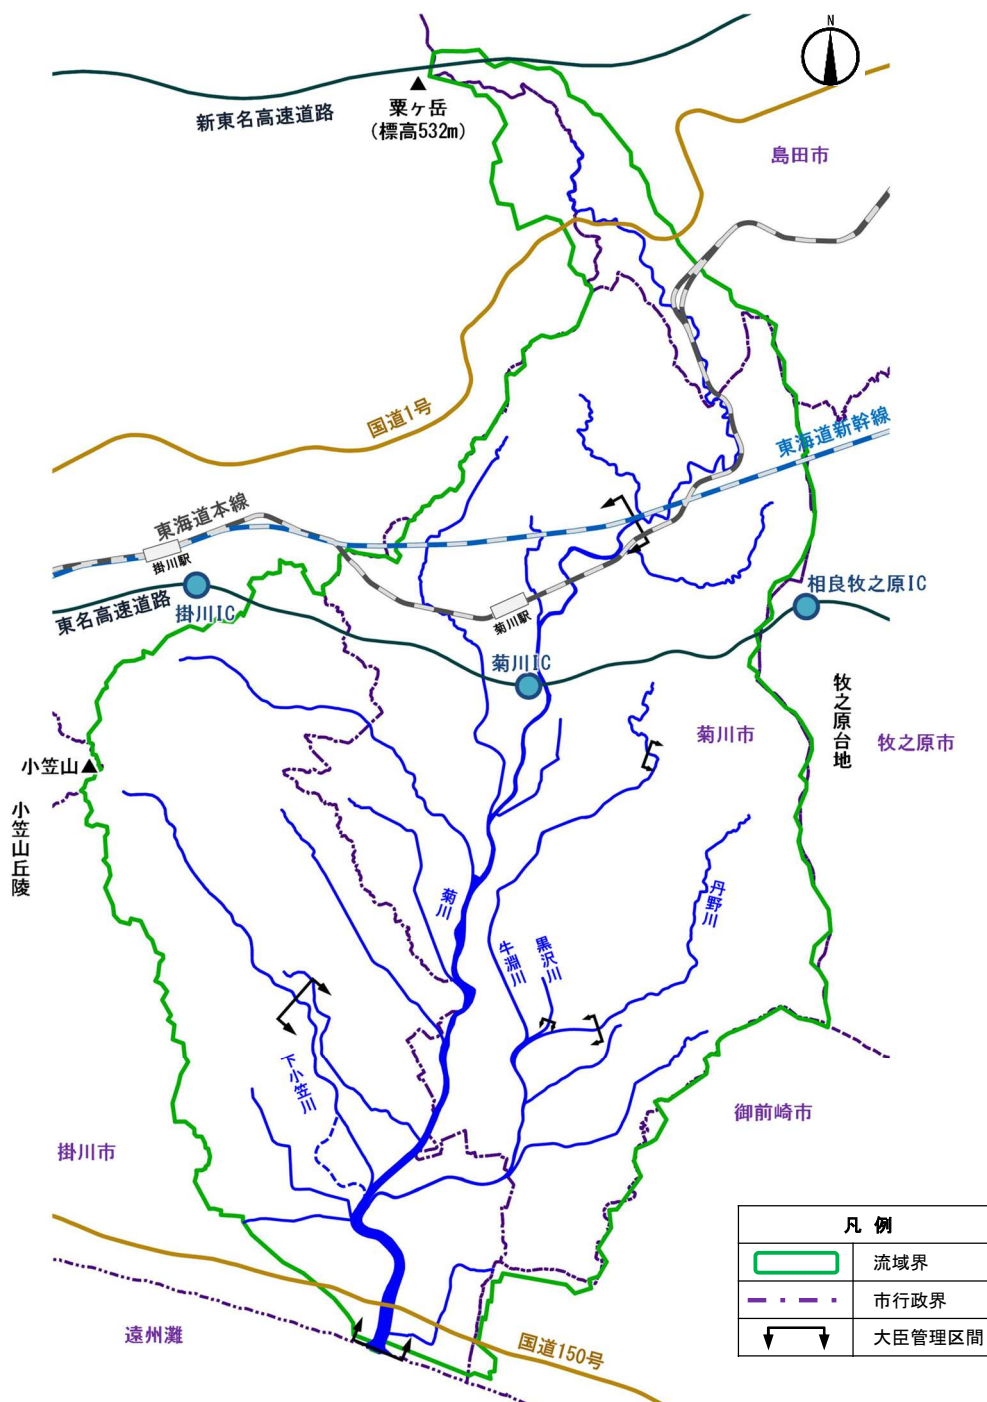 N
新東名高速道路
粟ヶ岳
(標高532m)
島田市
国道1号
東海道新幹線
東海道本線
掛川駅
東名高速道路
掛川IC
菊川駅
相良牧之原IC
菊川IC
牧之原台地
菊川市
牧之原市
小笠山
小笠山丘陵
菊川
丹野川
牛淵川
黒沢川
下小笠川
御前崎市
掛川市
遠州灘
国道150号
凡 例
流域界
市行政界
大臣管理区間